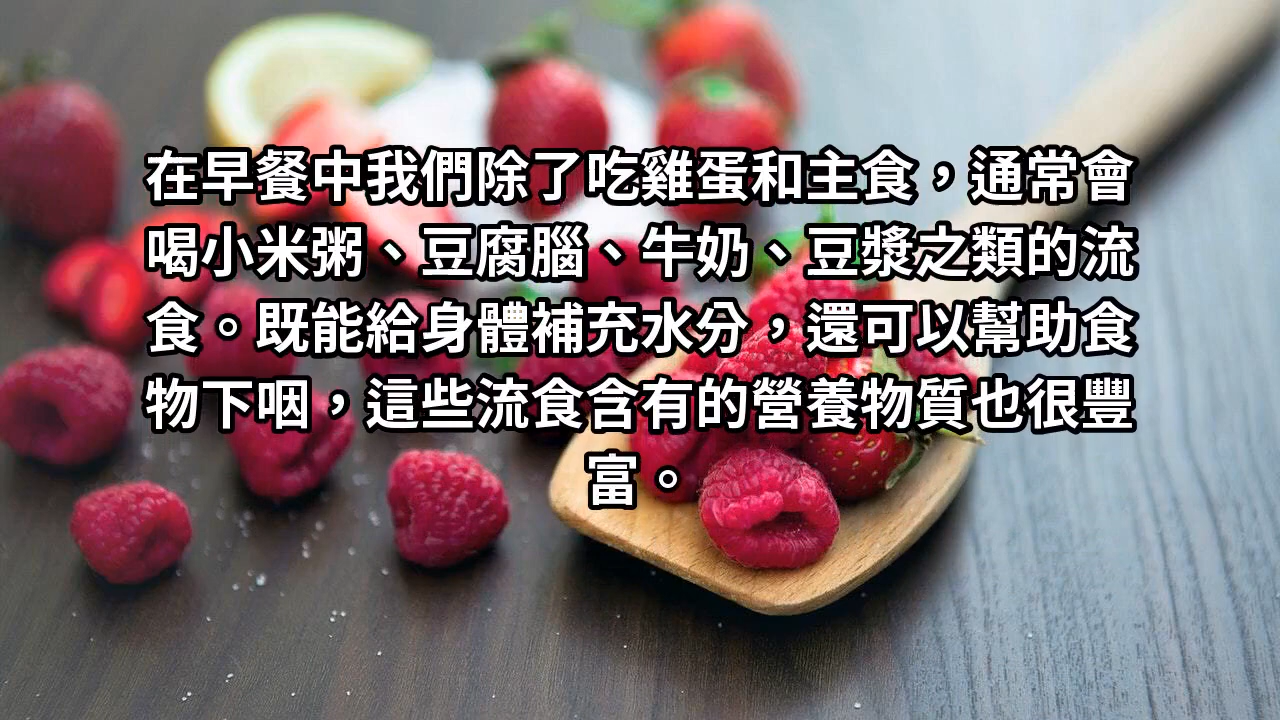 在早餐中我們除了吃雞蛋和主食，通常會
喝小米粥、豆腐腦、牛奶、豆漿之類的流
食。既能給身體補充水分，還可以幫助食
物下咽，這些流食含有的營養物質也很豐
富。